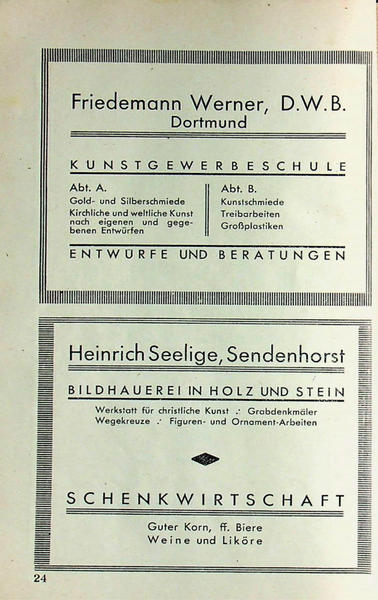 Friedemann Werner, D.W.B.
Dortmund
KUNSTGEWERBESCHULE
Abt. A.
Gold- und Silberschmiede
Kirchliche und weltliche Kunst
nach eigenen und gege-
benen Entwürfen
Abt. B.
Kunstschmiede
Treibarbeiten
Großplastiken
ENTWÜRFE UND BERATUNGEN
Heinrich Seelige, Sendenhorst
BILDHAUEREI IN HOLZ UND STEIN
Werkstatt für christliche Kunst .·. Grabdenkmäler
Wegekreuze .·. Figuren- und Ornament-Arbeiten
SCHENKWIRTSCHAFT
Guter Korn, ff. Biere
Weine und Liköre
24